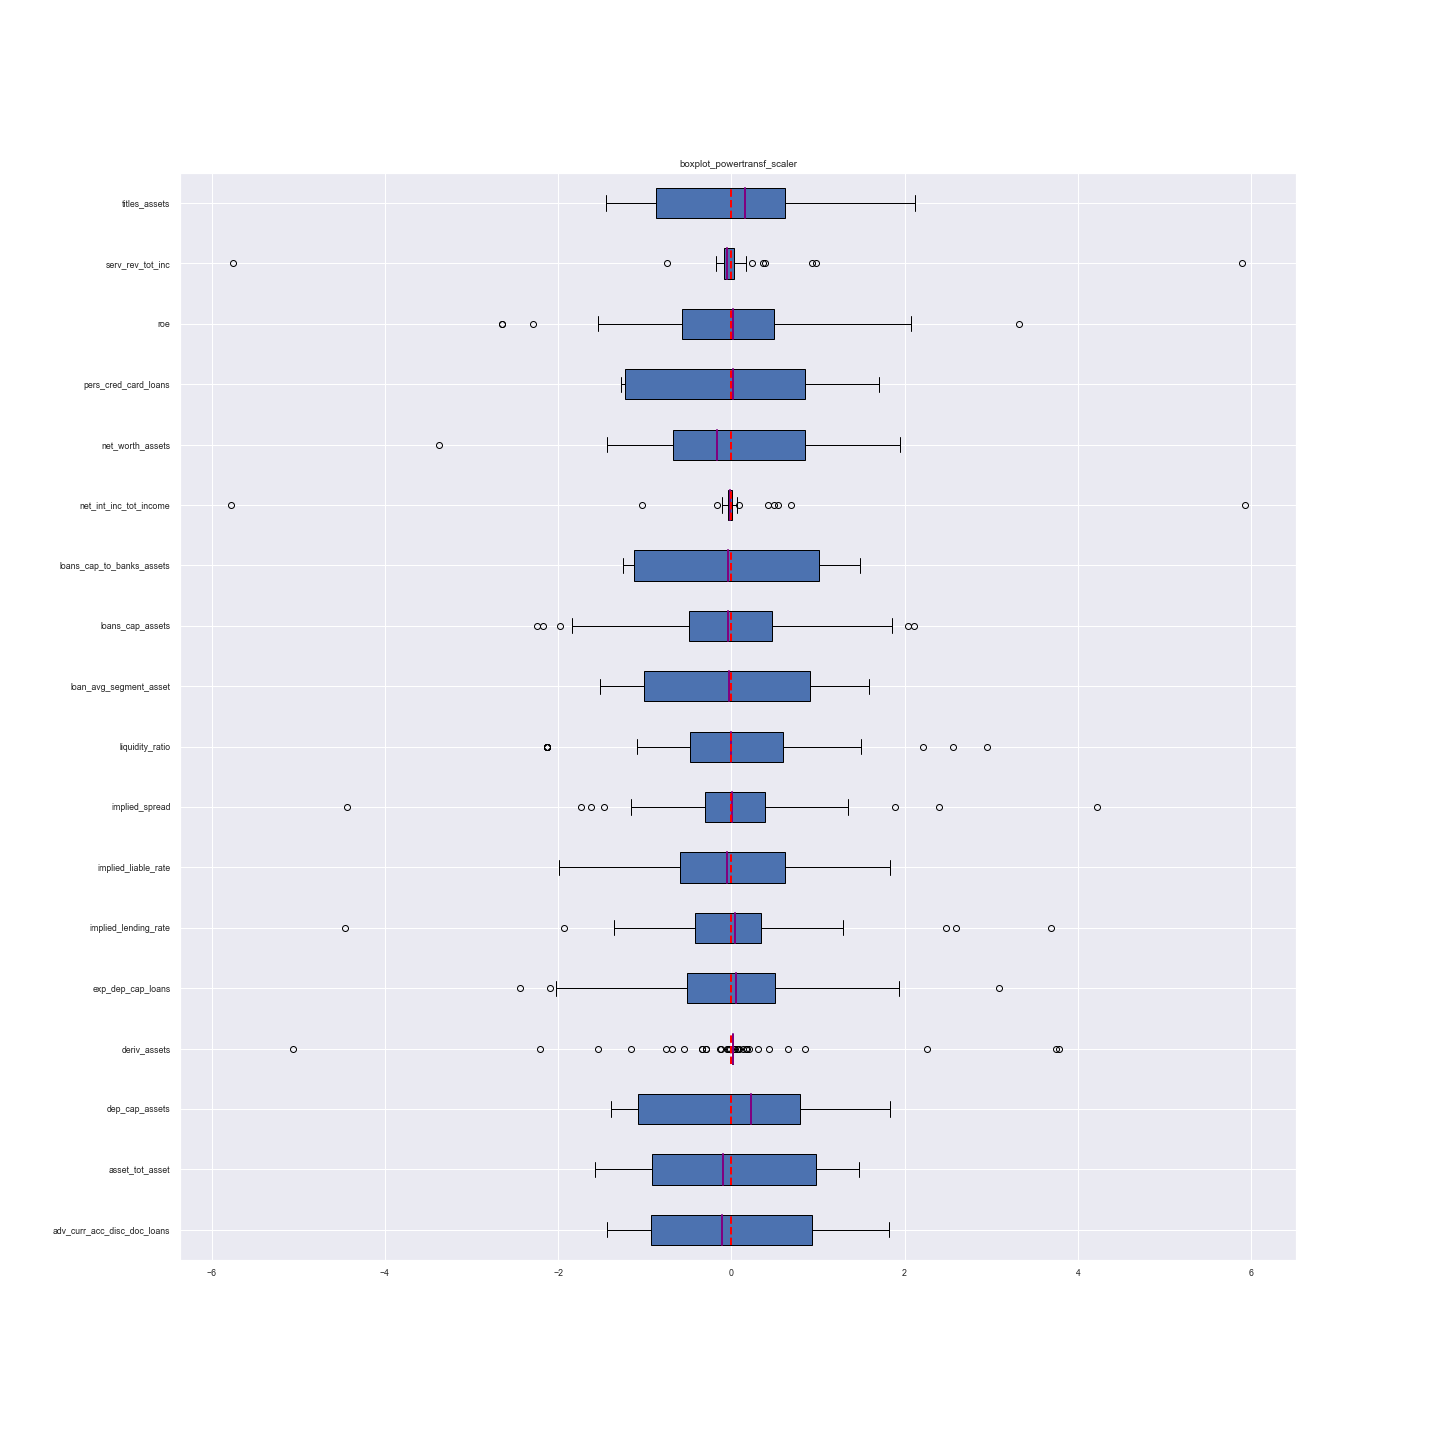 boxplot_powertransf_scaler
titles_assets
serv_rev_tot_inc
roe
pers_cred_card_loans
net_worth_assets
net_int_inc_tot_income
loans_cap_to_banks_assets
loans_cap_assets
loan_avg_segment_asset
liquidity_ratio
implied_spread
implied_liable_rate
implied_lending_rate
exp_dep_cap_loans
deriv_assets
dep_cap_assets
asset_tot_asset
adv_curr_acc_disc_doc_loans
−6 −4 −2 0 2 4 6